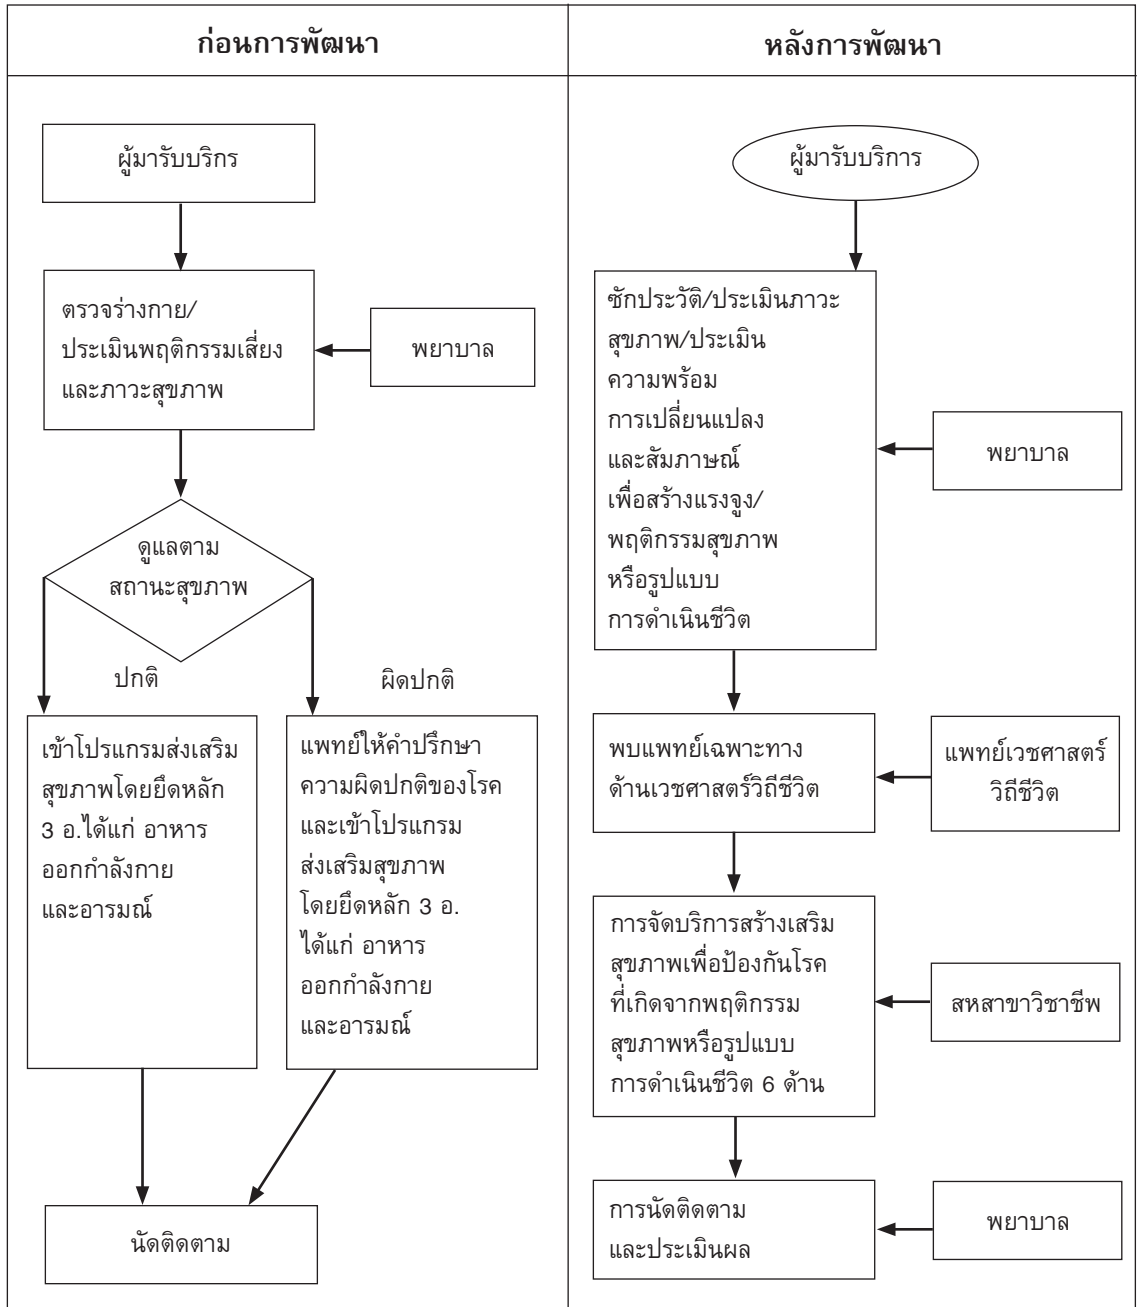 ก่อนการพัฒนา
ผู้มารับบริกร
ตรวจร่างกาย/
ประเมินพฤติกรรมเสี่ยง
และภาวะสุขภาพ
พยาบาล
ดูแลตาม
สถานะสุขภาพ
ปกติ
ผิดปกติ
เข้าโปรแกรมส่งเสริม
สุขภาพโดยยึดหลัก
3 อ.ได้แก่ อาหาร
ออกกำลังกาย
และอารมณ์
แพทย์ให้คำปรึกษา
ความผิดปกติของโรค
และเข้าโปรแกรม
ส่งเสริมสุขภาพ
โดยยึดหลัก 3 อ.
ได้แก่ อาหาร
ออกกำลังกาย
และอารมณ์
นัดติดตาม
หลังการพัฒนา
ผู้มารับบริการ
ซักประวัติ/ประเมินภาวะ
สุขภาพ/ประเมิน
ความพร้อม
การเปลี่ยนแปลง
และสัมภาษณ์
เพื่อสร้างแรงจูง/
พฤติกรรมสุขภาพ
หรือรูปแบบ
การดำเนินชีวิต
พยาบาล
พบแพทย์เฉพาะทาง
ด้านเวชศาสตร์วิถีชีวิต
แพทย์เวชศาสตร์
วิถีชีวิต
การจัดบริการสร้างเสริม
สุขภาพเพื่อป้องกันโรค
ที่เกิดจากพฤติกรรม
สุขภาพหรือรูปแบบ
การดำเนินชีวิต 6 ด้าน
สหสาขาวิชาชีพ
การนัดติดตาม
และประเมินผล
พยาบาล